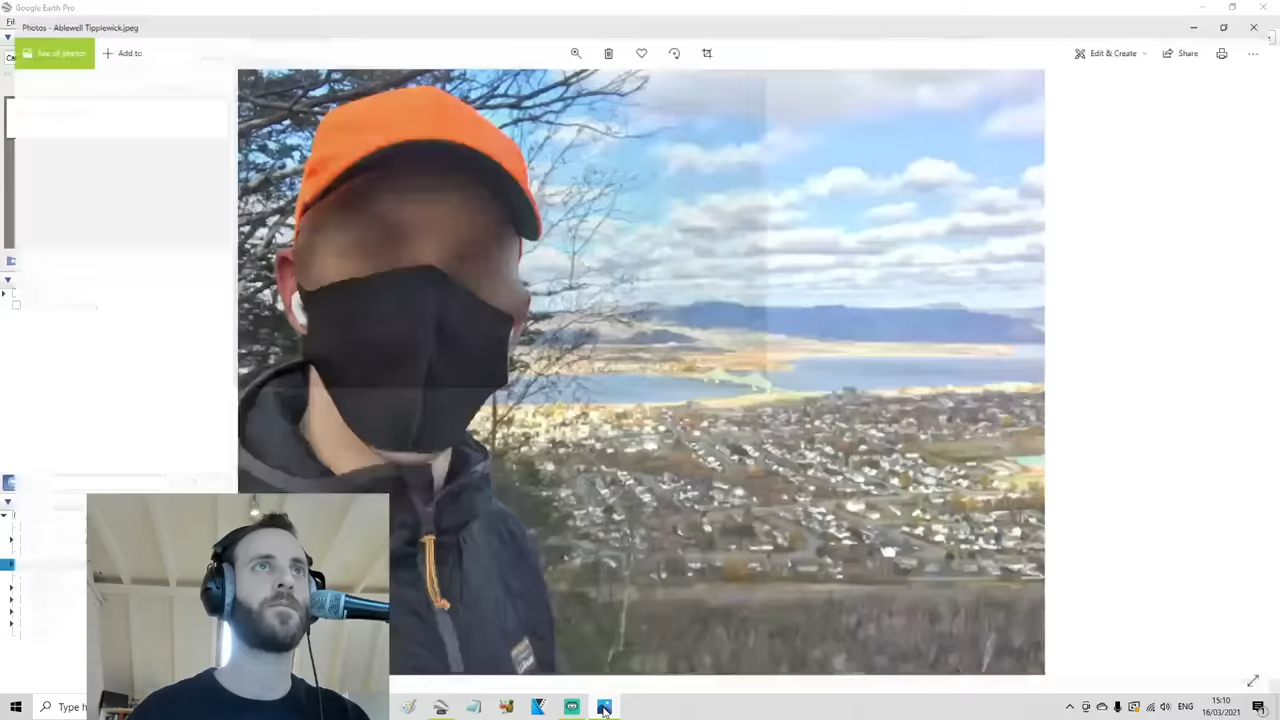 Google Earth Pro
Photos - Ablewell Tipplewick.jpeg
See all photos
Add to
Edit & Create
Share
Type h
ENG
15:10
16/03/2021